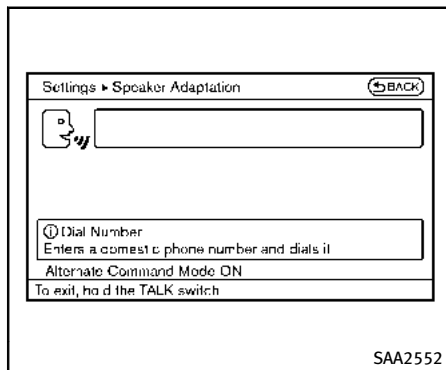 Settings ▸ Speaker Adaptation
BACK
ⓘ Dial Number
Enters a domestic phone number and dials it
Alternate Command Mode ON
To exit, hold the TALK switch
SAA2552